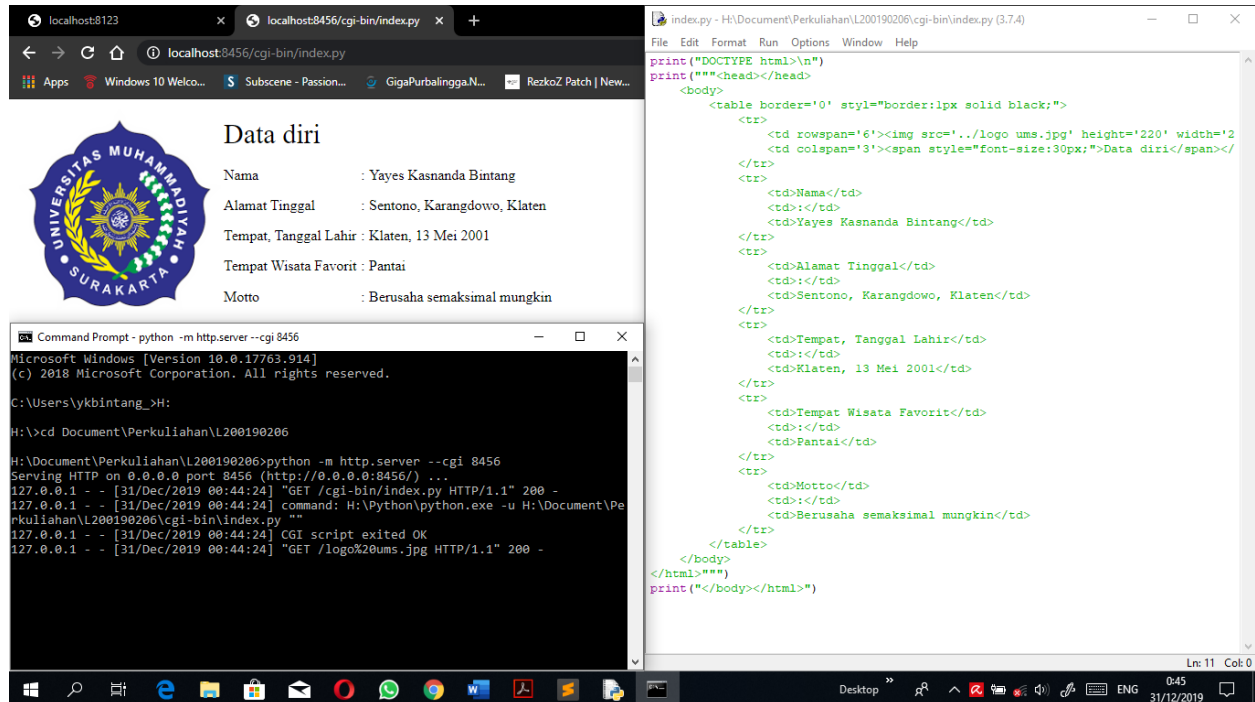 localhost:8123
localhost:8456/cgi-bin/index.py
localhost:8456/cgi-bin/index.py
Apps
Windows 10 Welco...
Subscene - Passion...
GigaPurbalingga.N...
RezkoZ Patch | New...
UNIVERSITAS MUHAMMADIYAH
SURAKARTA
Data diri
Nama : Yayes Kasnanda Bintang
Alamat Tinggal : Sentono, Karangdowo, Klaten
Tempat, Tanggal Lahir : Klaten, 13 Mei 2001
Tempat Wisata Favorit : Pantai
Motto : Berusaha semaksimal mungkin
Command Prompt - python -m http.server --cgi 8456
Microsoft Windows [Version 10.0.17763.914]
(c) 2018 Microsoft Corporation. All rights reserved.
C:\Users\ykbintang_>H:
H:\>cd Document\Perkuliahan\L200190206
H:\Document\Perkuliahan\L200190206>python -m http.server --cgi 8456
Serving HTTP on 0.0.0.0 port 8456 (http://0.0.0.0:8456/) ...
127.0.0.1 - - [31/Dec/2019 00:44:24] "GET /cgi-bin/index.py HTTP/1.1" 200 -
127.0.0.1 - - [31/Dec/2019 00:44:24] command: H:\Python\python.exe -u H:\Document\Pe
rkuliahan\L200190206\cgi-bin\index.py ""
127.0.0.1 - - [31/Dec/2019 00:44:24] CGI script exited OK
127.0.0.1 - - [31/Dec/2019 00:44:24] "GET /logo%20ums.jpg HTTP/1.1" 200 -
index.py - H:\Document\Perkuliahan\L200190206\cgi-bin\index.py (3.7.4)
File Edit Format Run Options Window Help
print("DOCTYPE html>\n")
print("""<head></head>
<body>
<table border='0' styl="border:1px solid black;">
<tr>
<td rowspan='6'><img src='../logo ums.jpg' height='220' width='2
<td colspan='3'><span style="font-size:30px;">Data diri</span></
</tr>
<tr>
<td>Nama</td>
<td>:</td>
<td>Yayes Kasnanda Bintang</td>
</tr>
<tr>
<td>Alamat Tinggal</td>
<td>:</td>
<td>Sentono, Karangdowo, Klaten</td>
</tr>
<tr>
<td>Tempat, Tanggal Lahir</td>
<td>:</td>
<td>Klaten, 13 Mei 2001</td>
</tr>
<tr>
<td>Tempat Wisata Favorit</td>
<td>:</td>
<td>Pantai</td>
</tr>
<tr>
<td>Motto</td>
<td>:</td>
<td>Berusaha semaksimal mungkin</td>
</tr>
</table>
</body>
</html>""")
print("</body></html>")
Ln: 11 Col: 0
Desktop
ENG
0:45
31/12/2019